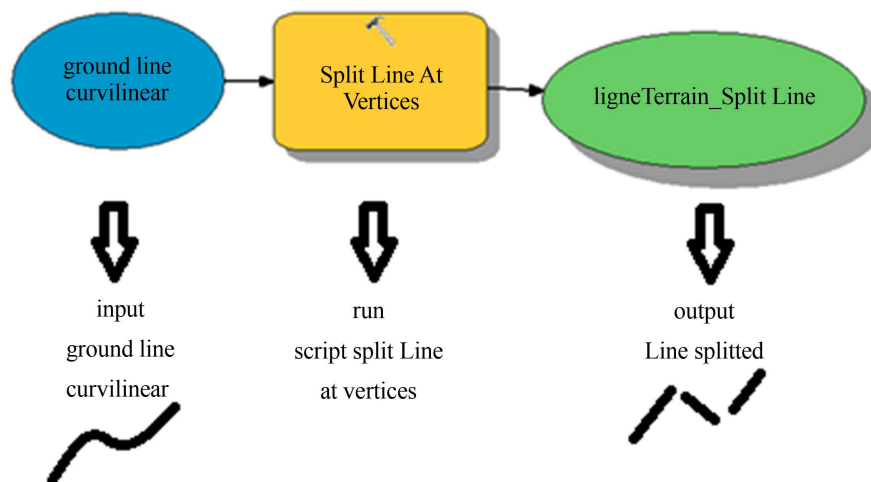 ground line
curvilinear
Split Line At
Vertices
ligneTerrain_Split Line
input
ground line
curvilinear
run
script split Line
at vertices
output
Line splitted